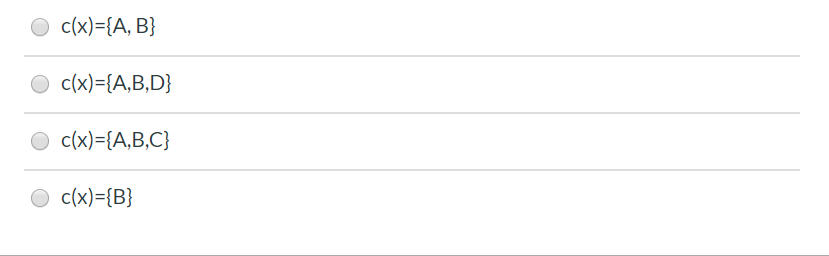 c(x)={A, B}
c(x)={A,B,D}
c(x)={A,B,C}
c(x)={B}